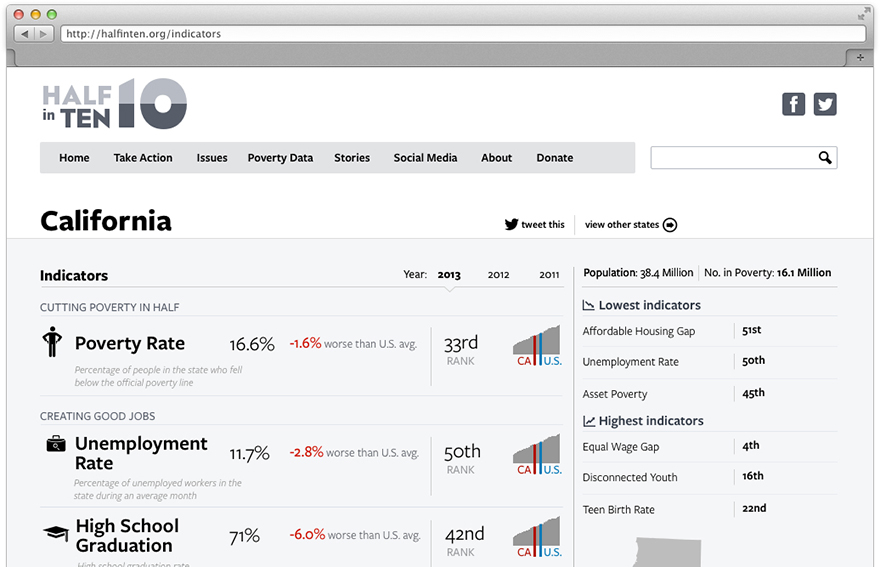 http://halfinten.org/indicators
HALF
in TEN 10
Home Take Action Issues Poverty Data Stories Social Media About Donate
California
tweet this
view other states
Indicators
Year: 2013 2012 2011
CUTTING POVERTY IN HALF
Poverty Rate
16.6%
-1.6% worse than U.S. avg.
33rd
RANK
CA U.S.
Percentage of people in the state who fell
below the official poverty line
CREATING GOOD JOBS
Unemployment
Rate
11.7%
-2.8% worse than U.S. avg.
50th
RANK
CA U.S.
Percentage of unemployed workers in the
state during an average month
High School
Graduation
71%
-6.0% worse than U.S. avg.
42nd
RANK
CA U.S.
High school graduation rate
Population: 38.4 Million
No. in Poverty: 16.1 Million
Lowest indicators
Affordable Housing Gap 51st
Unemployment Rate 50th
Asset Poverty 45th
Highest indicators
Equal Wage Gap 4th
Disconnected Youth 16th
Teen Birth Rate 22nd